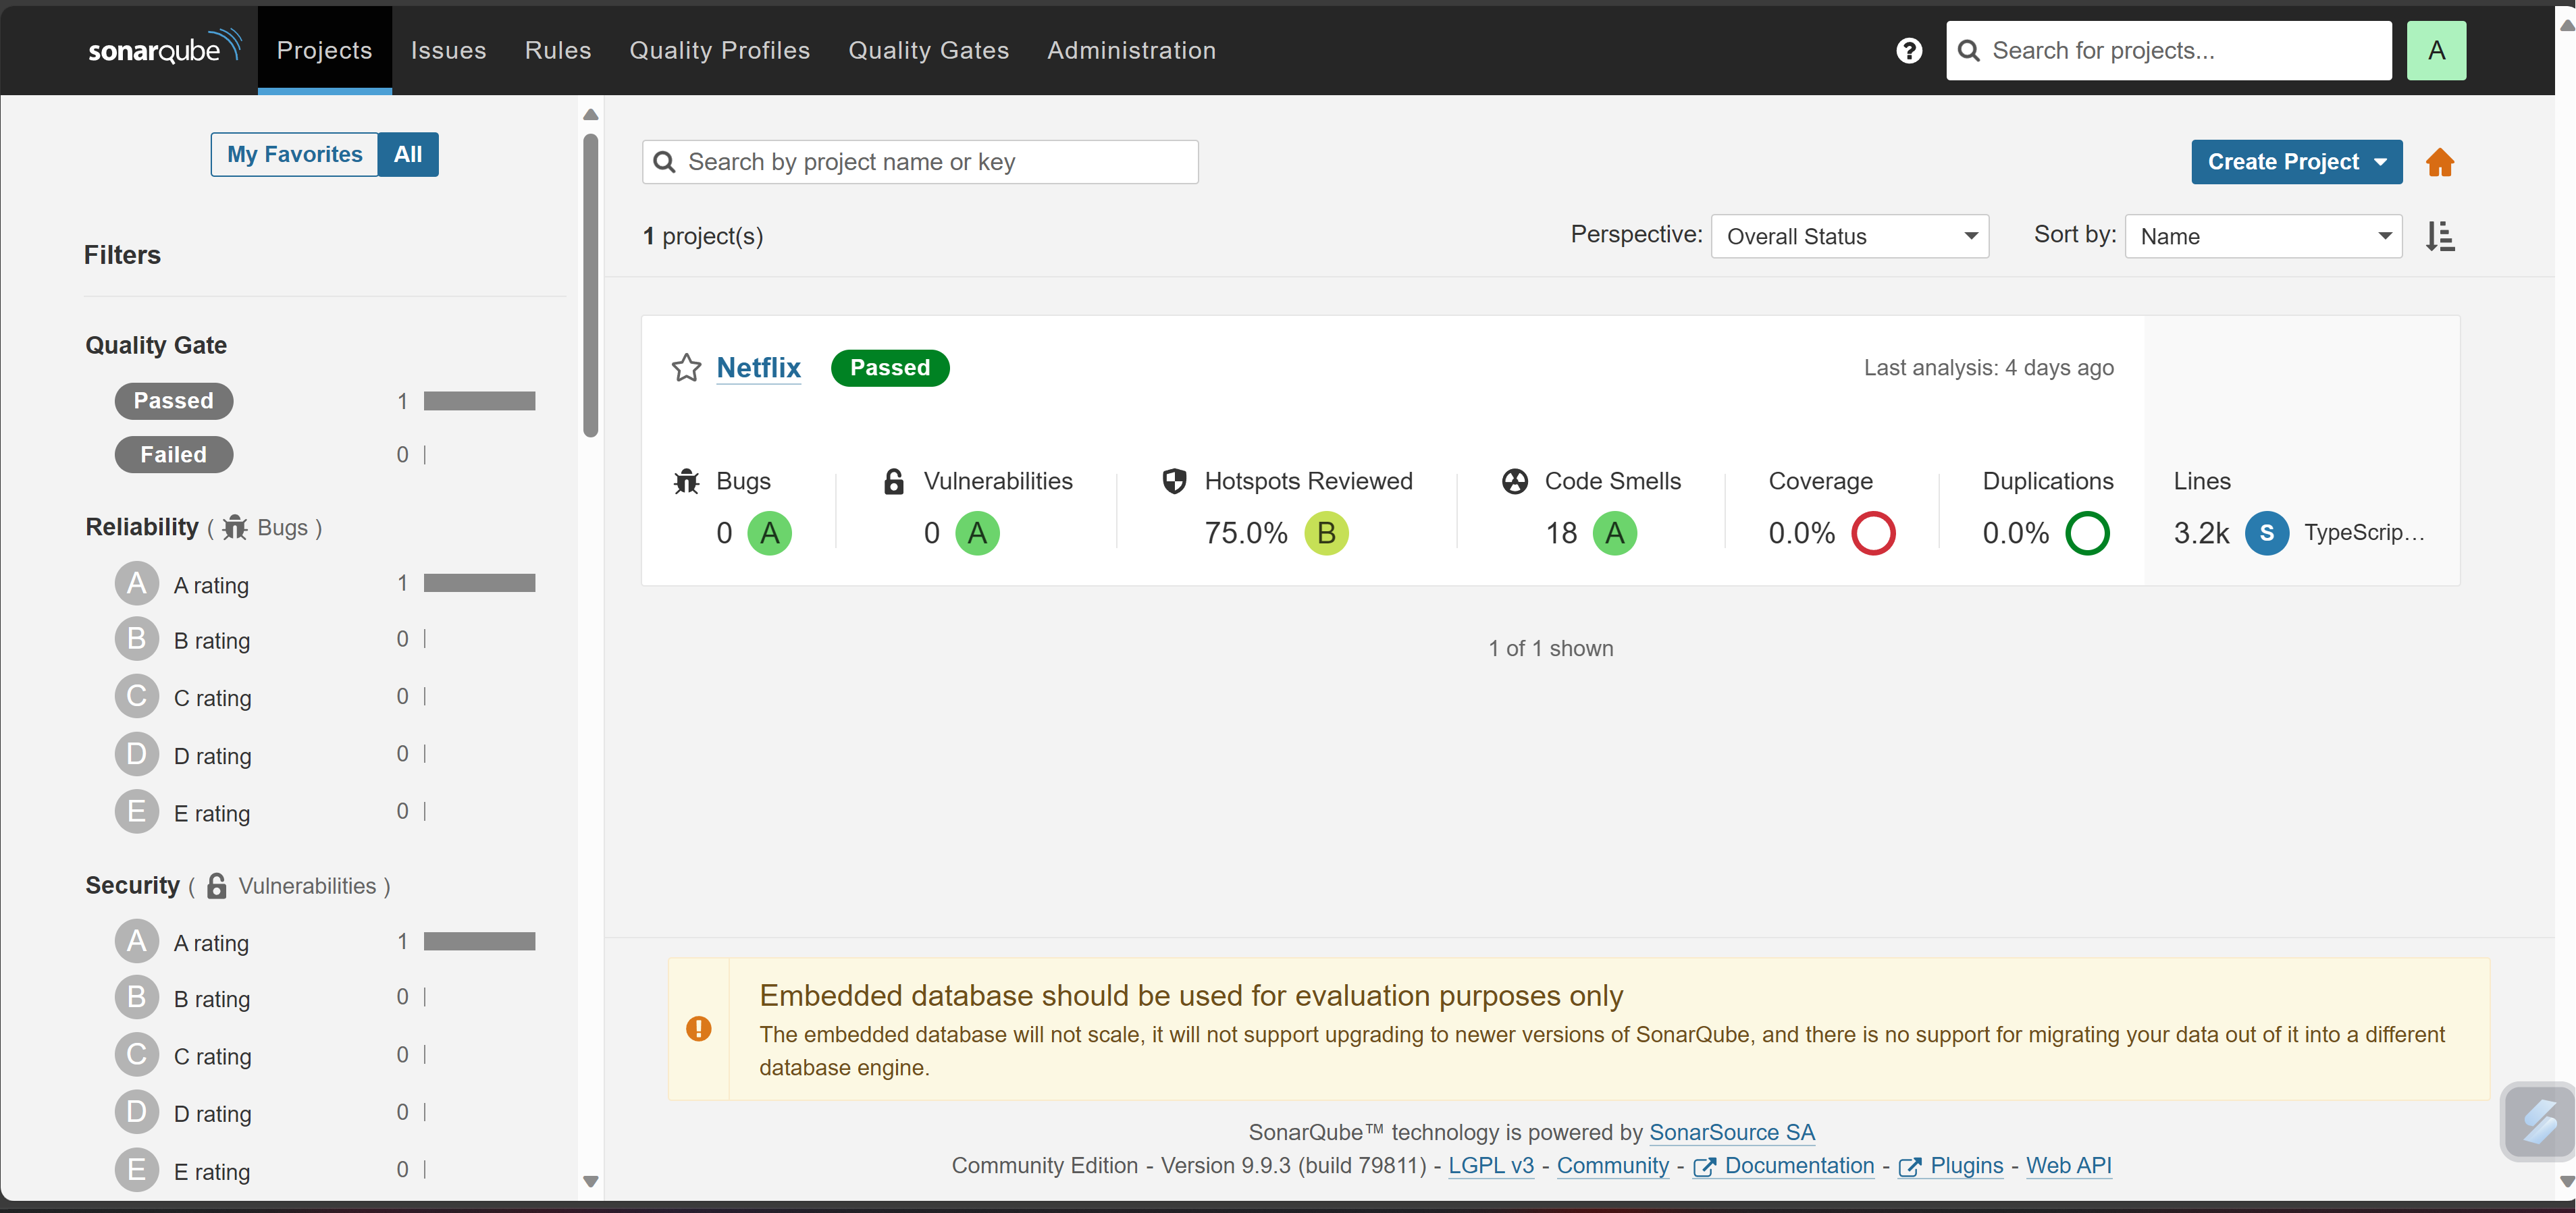 sonarqube Projects Issues Rules Quality Profiles Quality Gates Administration ? Search for projects... A
My Favorites All
Filters
Quality Gate
Passed 1
Failed 0
Reliability ( Bugs )
A A rating 1
B B rating 0
C C rating 0
D D rating 0
E E rating 0
Security ( Vulnerabilities )
A A rating 1
B B rating 0
C C rating 0
D D rating 0
E E rating 0
Search by project name or key
Create Project
1 project(s)
Perspective: Overall Status
Sort by: Name
Netflix Passed
Last analysis: 4 days ago
Bugs Vulnerabilities Hotspots Reviewed Code Smells Coverage Duplications Lines
0 A 0 A 75.0% B 18 A 0.0% 0.0% 3.2k S TypeScrip...
1 of 1 shown
Embedded database should be used for evaluation purposes only
The embedded database will not scale, it will not support upgrading to newer versions of SonarQube, and there is no support for migrating your data out of it into a different
database engine.
SonarQube™ technology is powered by SonarSource SA
Community Edition - Version 9.9.3 (build 79811) - LGPL v3 - Community - Documentation - Plugins - Web API